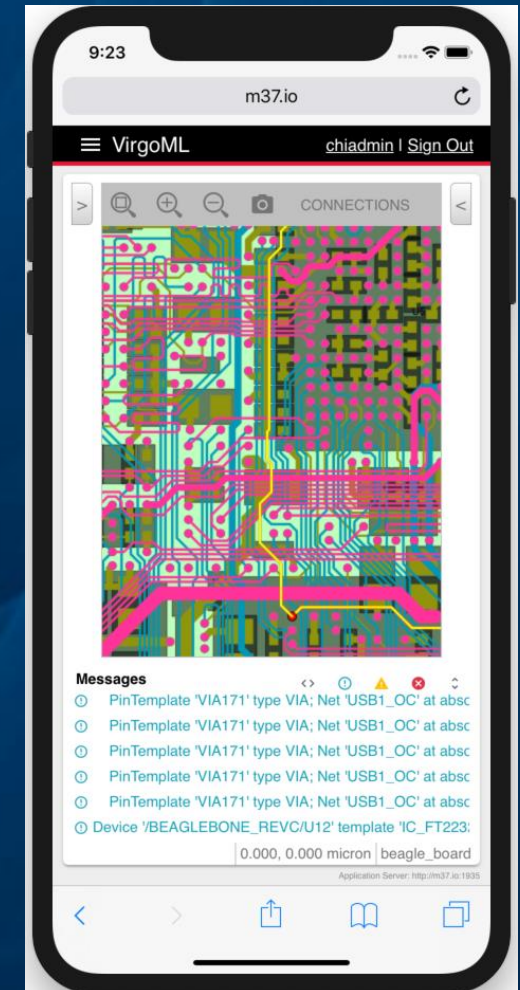 9:23
m37.io
VirgoML chiadmin | Sign Out
> CONNECTIONS <
Messages
PinTemplate 'VIA171' type VIA; Net 'USB1_OC' at absc
PinTemplate 'VIA171' type VIA; Net 'USB1_OC' at absc
PinTemplate 'VIA171' type VIA; Net 'USB1_OC' at absc
PinTemplate 'VIA171' type VIA; Net 'USB1_OC' at absc
PinTemplate 'VIA171' type VIA; Net 'USB1_OC' at absc
Device '/BEAGLEBONE_REVC/U12' template 'IC_FT223
0.000, 0.000 micron beagle_board
Application Server: http://m37.io:1935